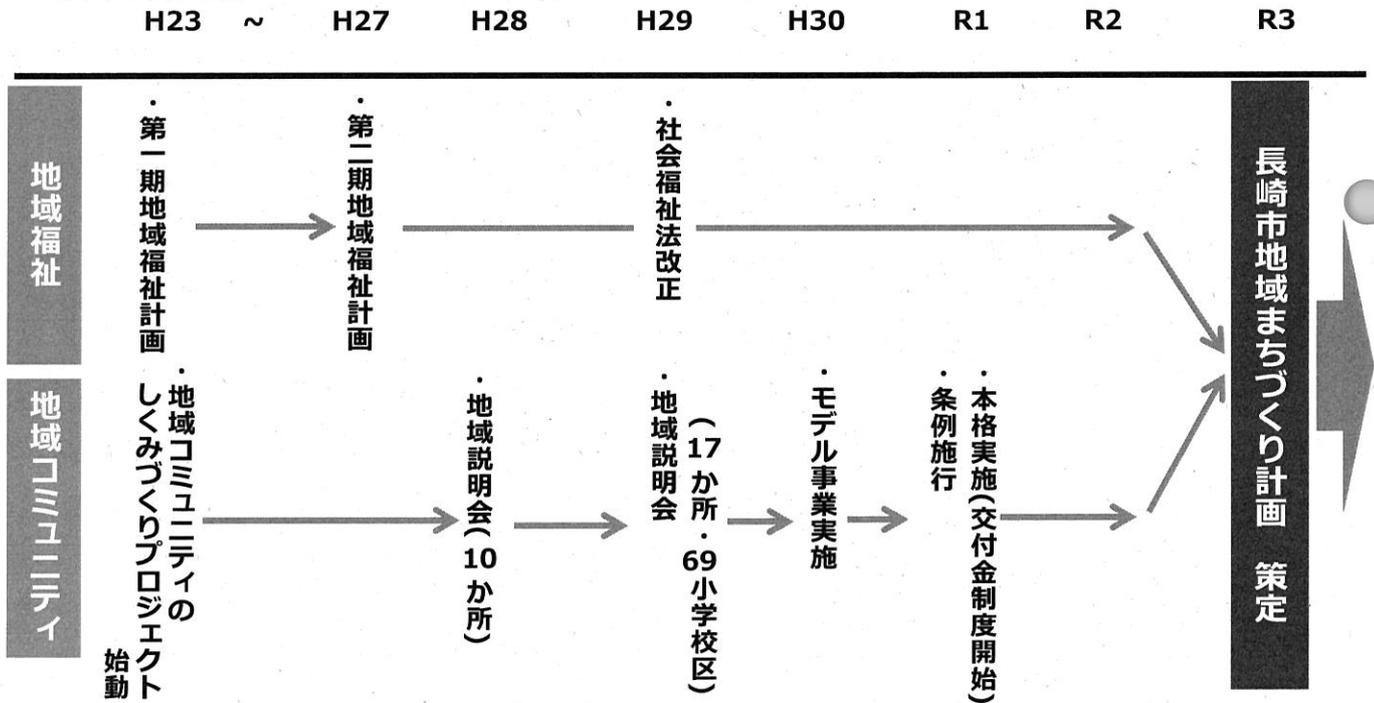 H23 ~ H27 H28 H29 H30 R1 R2 R3
地域福祉
・第一期地域福祉計画
・第二期地域福祉計画
・社会福祉法改正
地域コミュニティ
・地域コミュニティの
しくみづくりプロジェクト
始動
・地域説明会(10か所)
・地域説明会
(17か所・69小学校区)
・モデル事業実施
・本格実施(交付金制度開始)
・条例施行
長崎市地域まちづくり計画　策定